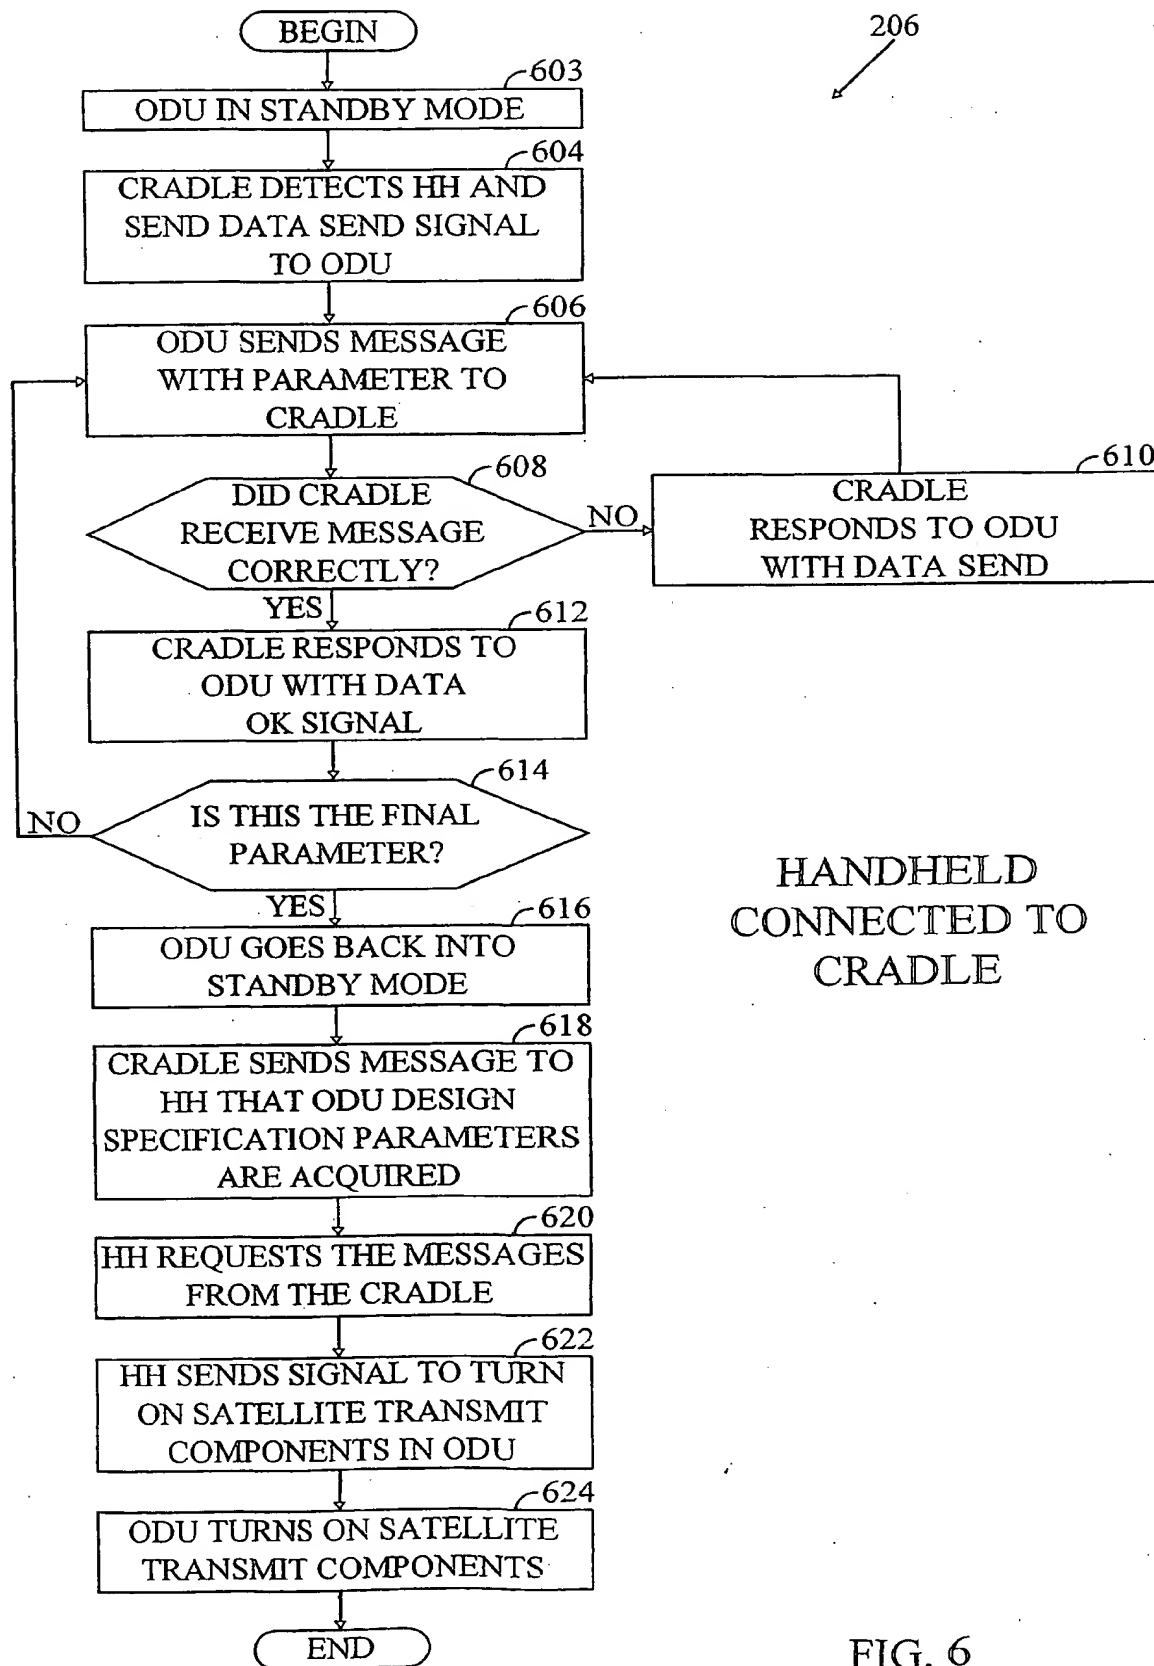 BEGIN
206
603
ODU IN STANDBY MODE
604
CRADLE DETECTS HH AND
SEND DATA SEND SIGNAL
TO ODU
606
ODU SENDS MESSAGE
WITH PARAMETER TO
CRADLE
608
DID CRADLE
RECEIVE MESSAGE
CORRECTLY?
NO
610
CRADLE
RESPONDS TO ODU
WITH DATA SEND
YES
612
CRADLE RESPONDS TO
ODU WITH DATA
OK SIGNAL
614
IS THIS THE FINAL
PARAMETER?
NO
YES
616
ODU GOES BACK INTO
STANDBY MODE
618
CRADLE SENDS MESSAGE TO
HH THAT ODU DESIGN
SPECIFICATION PARAMETERS
ARE ACQUIRED
620
HH REQUESTS THE MESSAGES
FROM THE CRADLE
622
HH SENDS SIGNAL TO TURN
ON SATELLITE TRANSMIT
COMPONENTS IN ODU
624
ODU TURNS ON SATELLITE
TRANSMIT COMPONENTS
END
HANDHELD
CONNECTED TO
CRADLE
FIG. 6